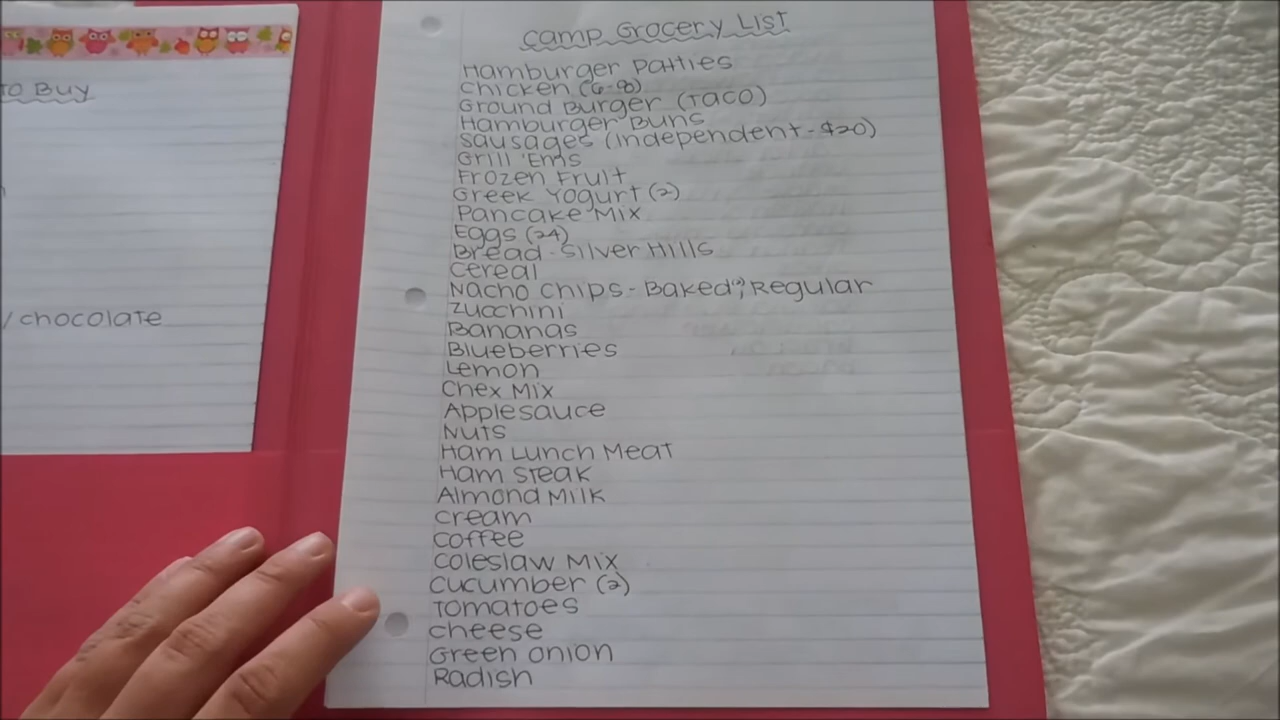 To Buy
/chocolate
Camp Grocery List
Hamburger Patties
Chicken (6-8)
Ground Burger (Taco)
Hamburger Buns
Sausages (Independent - $20)
Grill 'Ems
Frozen Fruit
Greek Yogurt (2)
Pancake Mix
Eggs (24)
Bread - Silver Hills
Cereal
Nacho Chips - Baked, Regular
Zucchini
Bananas
Blueberries
Lemon
Chex Mix
Applesauce
Nuts
Ham Lunch Meat
Ham Steak
Almond Milk
Cream
Coffee
Coleslaw Mix
Cucumber (2)
Tomatoes
Cheese
Green Onion
Radish